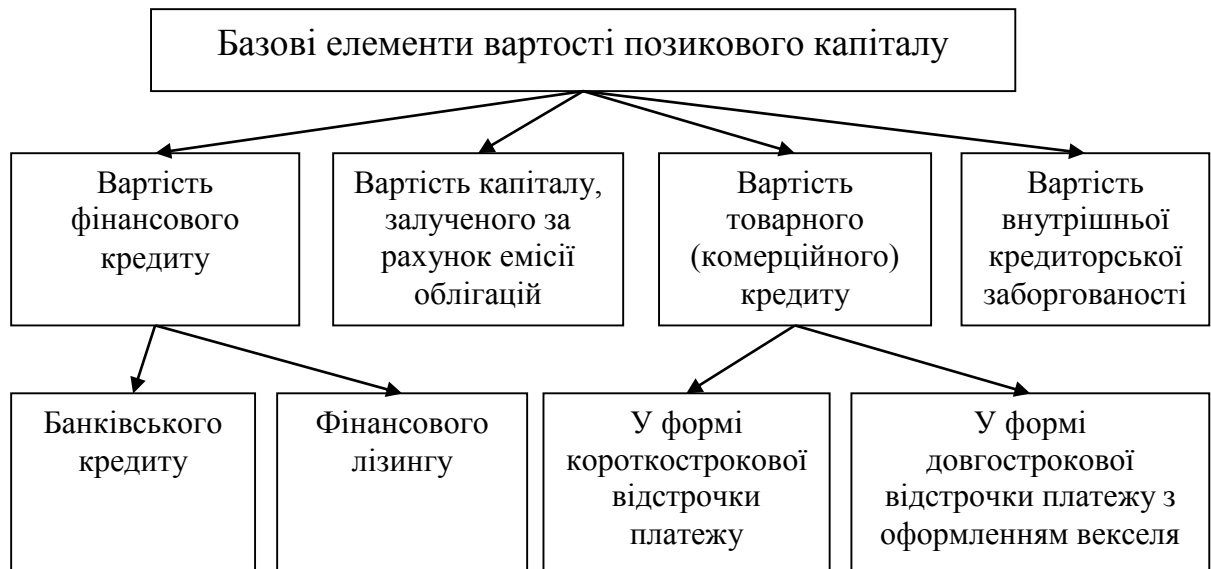 Базові елементи вартості позикового капіталу
Вартість
фінансового
кредиту
Вартість капіталу,
залученого за
рахунок емісії
облігацій
Вартість
товарного
(комерційного)
кредиту
Вартість
внутрішньої
кредиторської
заборгованості
Банківського
кредиту
Фінансового
лізингу
У формі
короткострокової
відстрочки
платежу
У формі
довгострокової
відстрочки платежу з
оформленням векселя